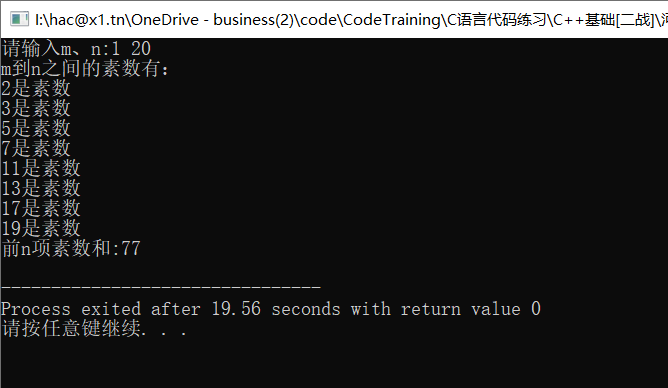 I:\hac@x1.tn\OneDrive - business(2)\code\CodeTraining\C语言代码练习\C++基础[二战]\
请输入m、n:1 20
m到n之间的素数有：
2是素数
3是素数
5是素数
7是素数
11是素数
13是素数
17是素数
19是素数
前n项素数和:77
--------------------------------
Process exited after 19.56 seconds with return value 0
请按任意键继续. . .